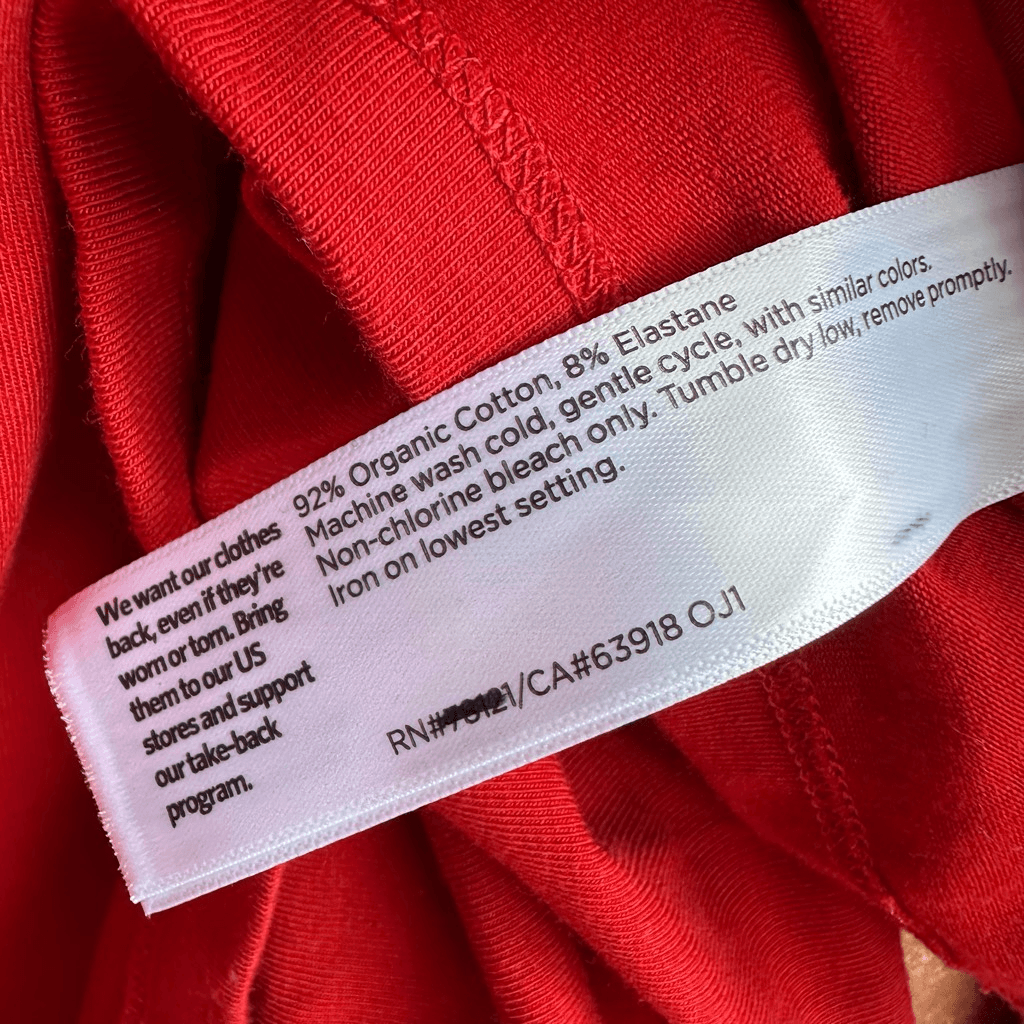 We want our clothes
back, even if they're
worn or torn. Bring
them to our US
stores and support
our take-back
program.
92% Organic Cotton, 8% Elastane
Machine wash cold, gentle cycle, with similar colors.
Non-chlorine bleach only. Tumble dry low, remove promptly.
Iron on lowest setting.
/CA#63918 OJ1